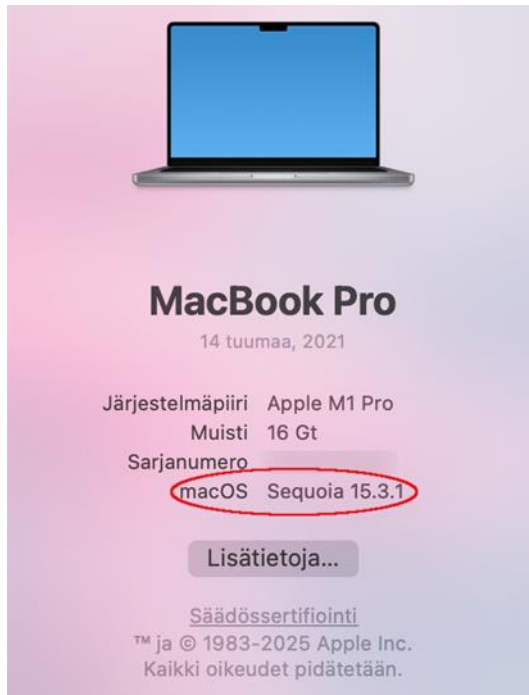 MacBook Pro
14 tuumaa, 2021
Järjestelmäpiiri Apple M1 Pro
Muisti 16 Gt
Sarjanumero
macOS Sequoia 15.3.1
Lisätietoja...
Säädössertifiointi
™ ja © 1983-2025 Apple Inc.
Kaikki oikeudet pidätetään.